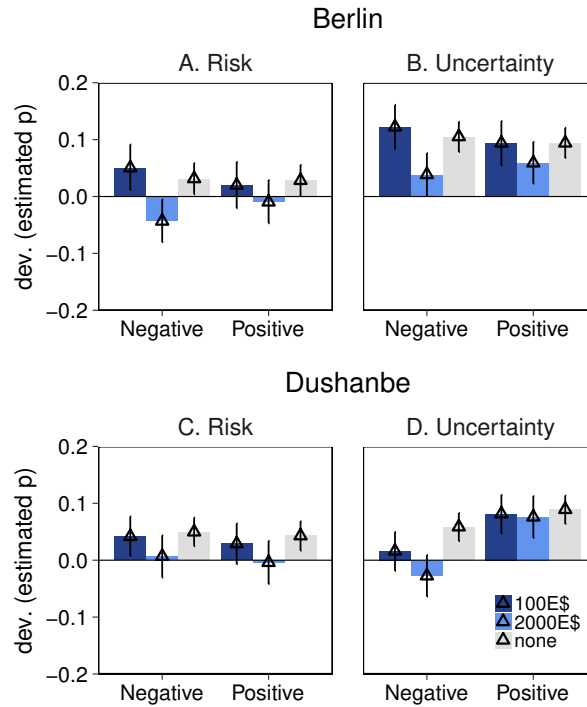 Berlin
A. Risk
B. Uncertainty
dev. (estimated p)
0.2
0.1
0.0
−0.1
−0.2
Negative Positive
Negative Positive
Dushanbe
C. Risk
D. Uncertainty
dev. (estimated p)
0.2
0.1
0.0
−0.1
−0.2
100E$
2000E$
none
Negative Positive
Negative Positive